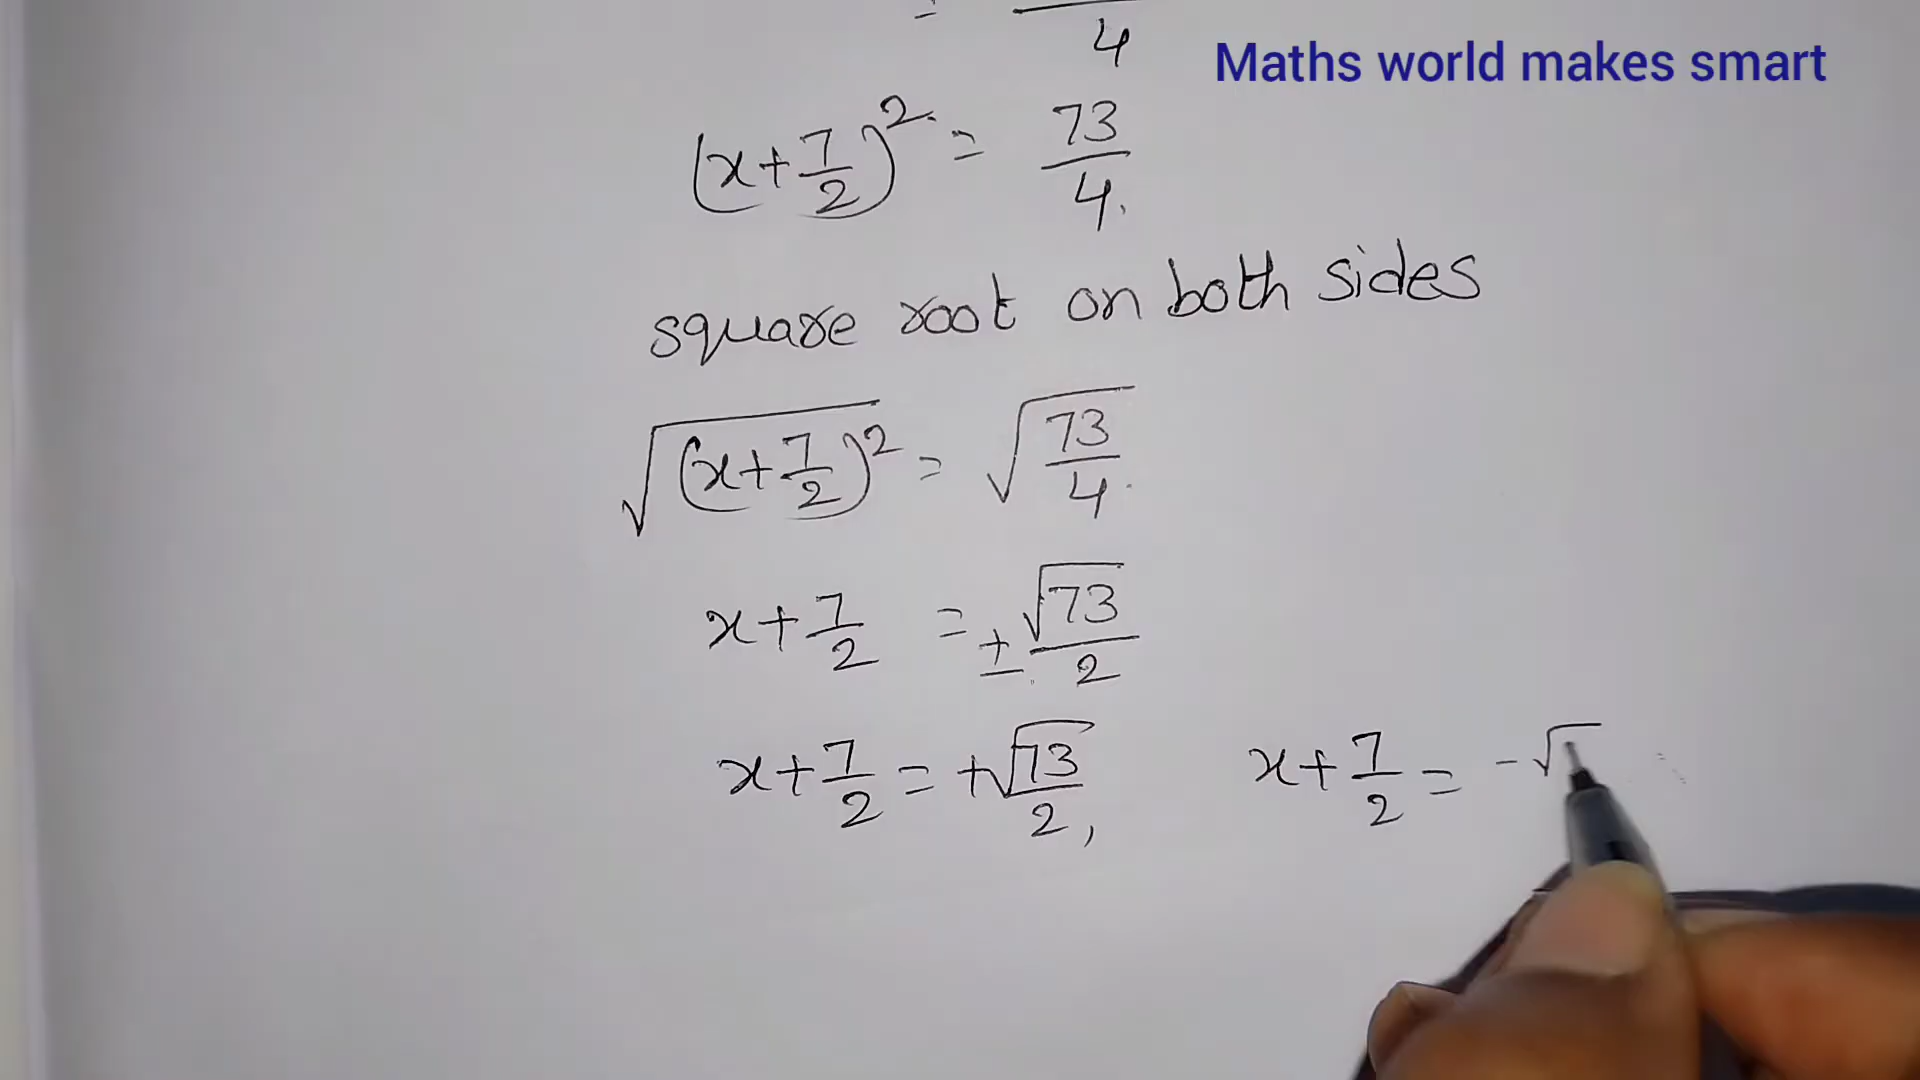 = 4
Maths world makes smart
(x+7/2)² = 73/4.
square root on both sides
√(x+7/2)² = √73/4.
x+7/2 = ±√73/2
x+7/2 = +√73/2, x+7/2 = -√